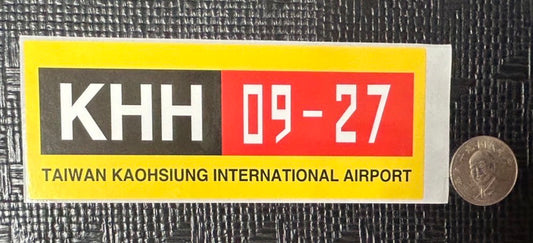 KHH 09-27
TAIWAN KAOHSIUNG INTERNATIONAL AIRPORT